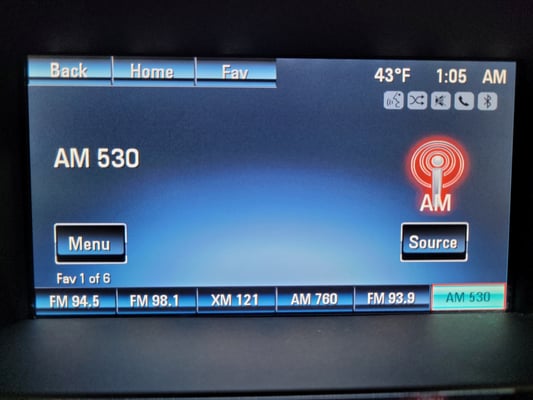 Back Home Fav 43°F 1:05 AM
AM 530
AM
Menu Source
Fav 1 of 6
FM 94.5 FM 98.1 XM 121 AM 760 FM 93.9 AM 530